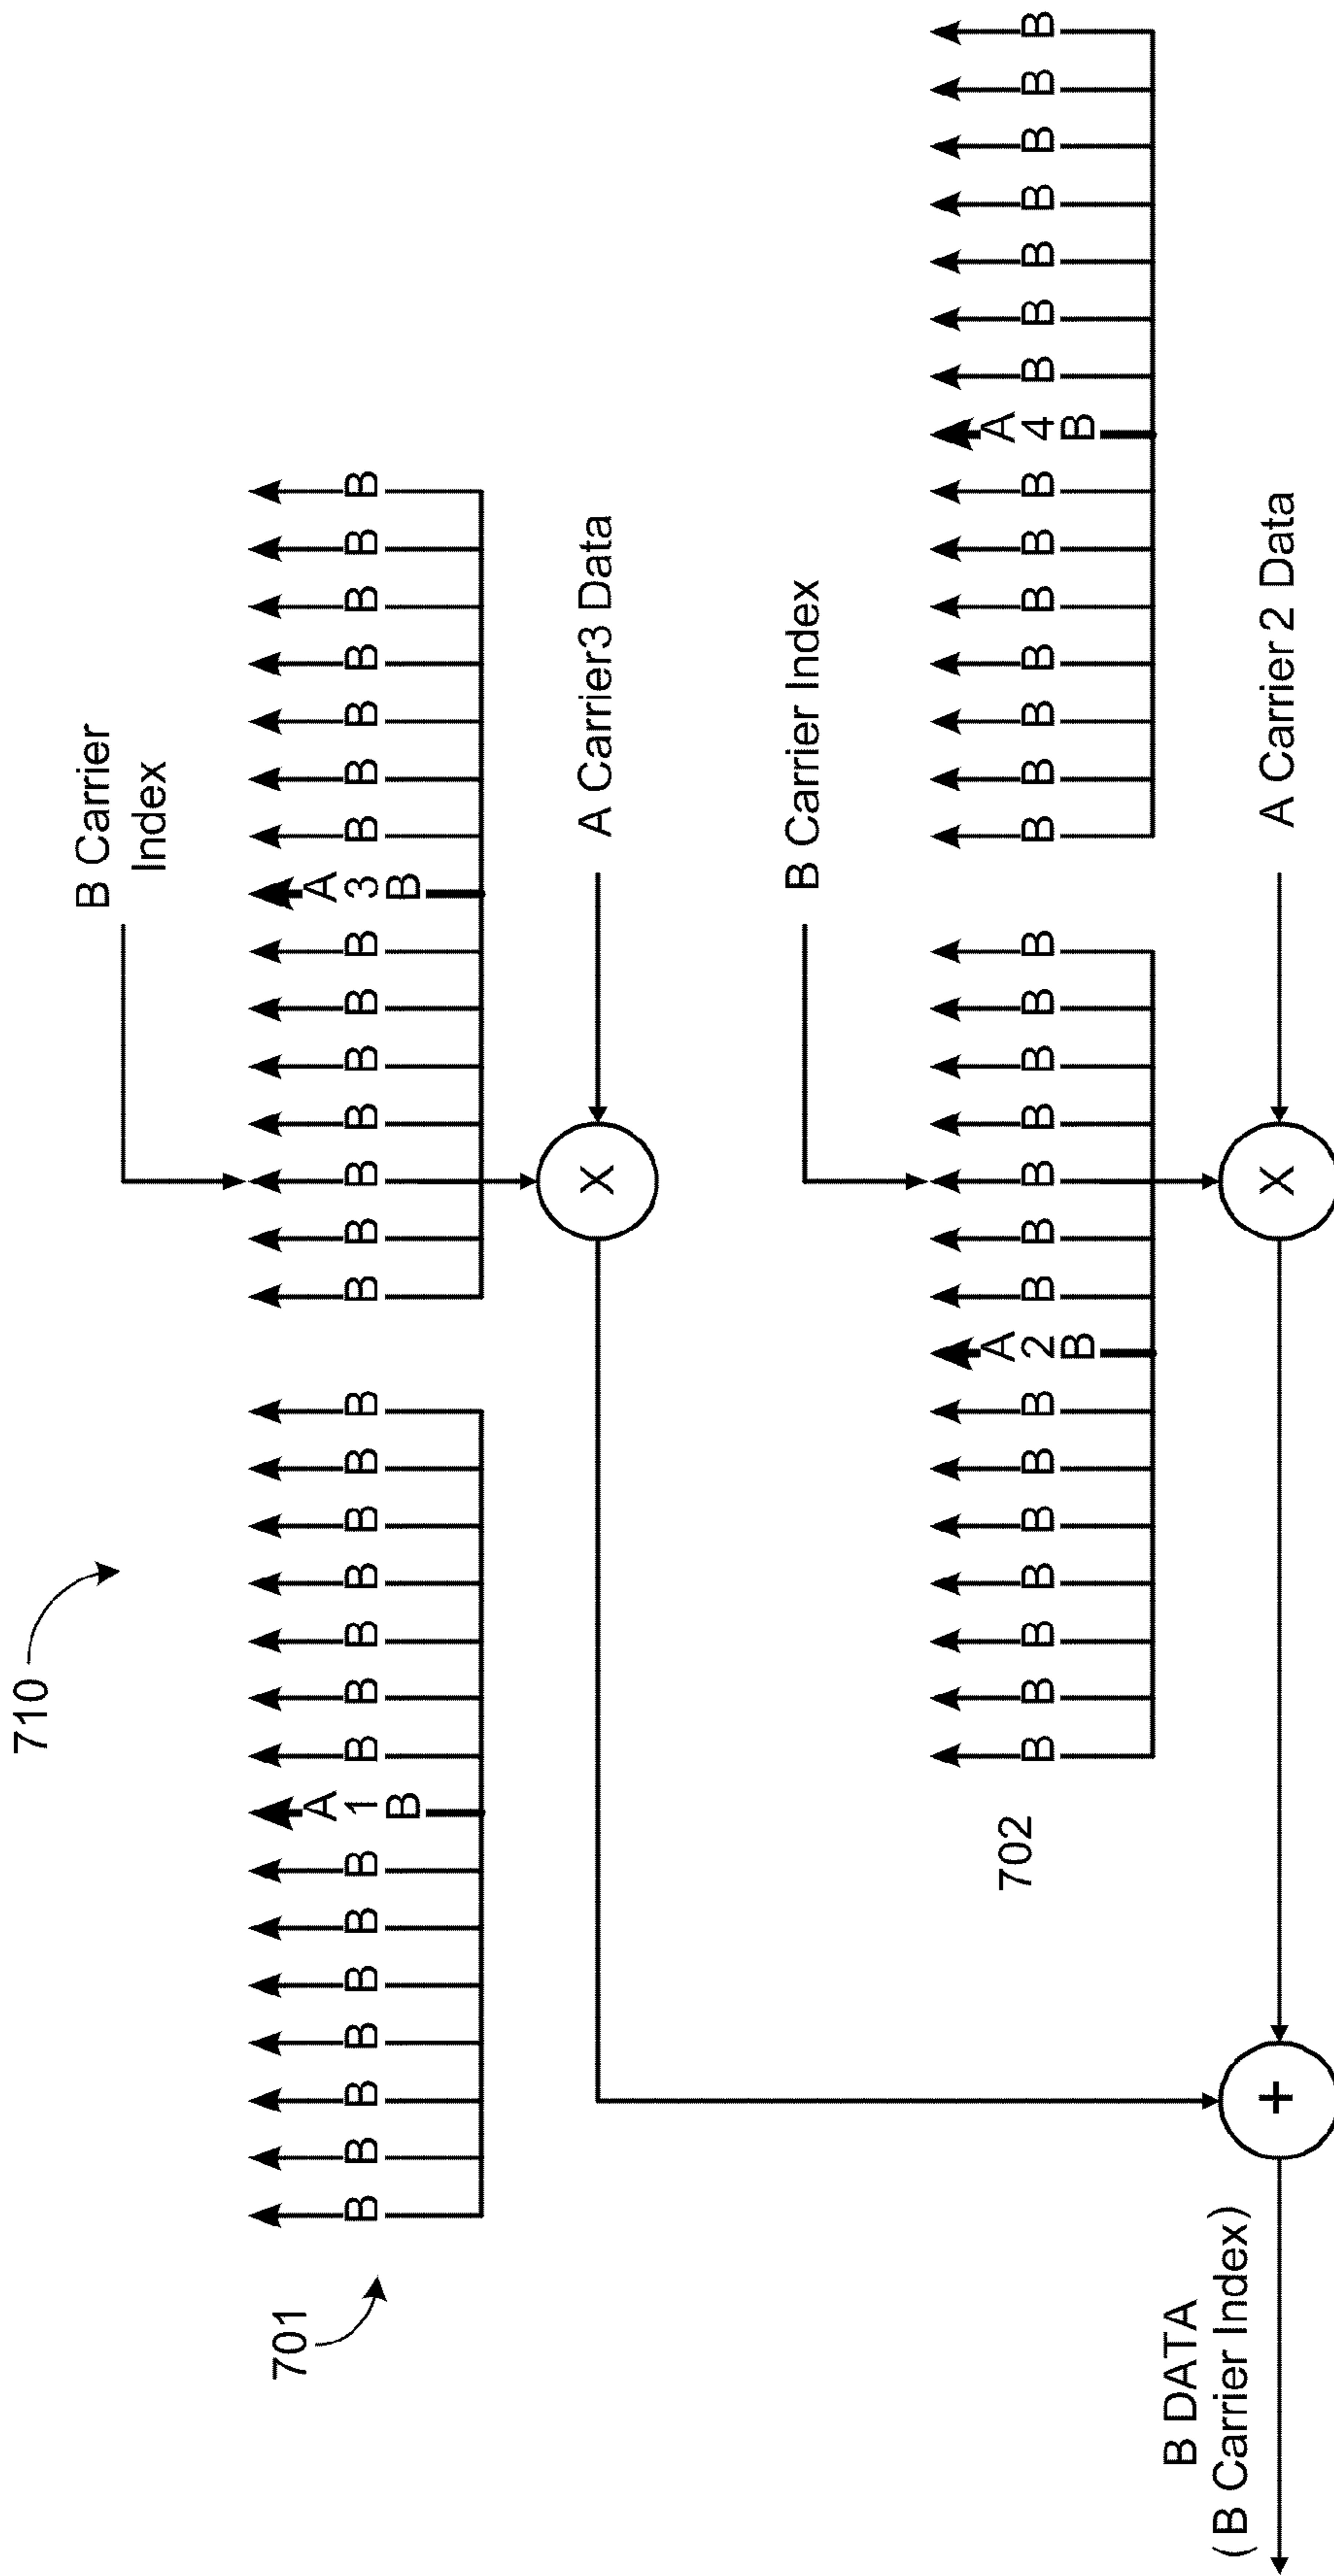 710
B Carrier
Index
701
A A
B B B B B B B 1 B B B B B B B B B B B B B B 3 B B B B B B B
B B
A Carrier3 Data
B Carrier Index
A A
702 B B B B B B B 2 B B B B B B B B B B B B B B 4 B B B B B B B
B B
X
A Carrier 2 Data
X
+
B DATA
( B Carrier Index)